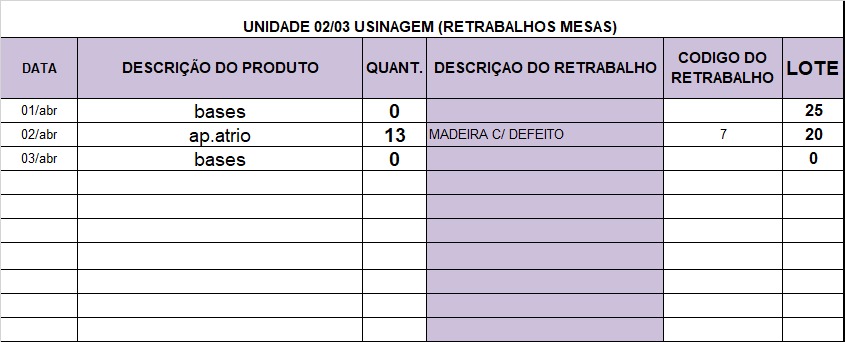 UNIDADE 02/03 USINAGEM (RETRABALHOS MESAS)
DATA DESCRIÇÃO DO PRODUTO QUANT. DESCRIÇAO DO RETRABALHO CODIGO DO RETRABALHO LOTE
01/abr bases 0 25
02/abr ap.atrio 13 MADEIRA C/ DEFEITO 7 20
03/abr bases 0 0